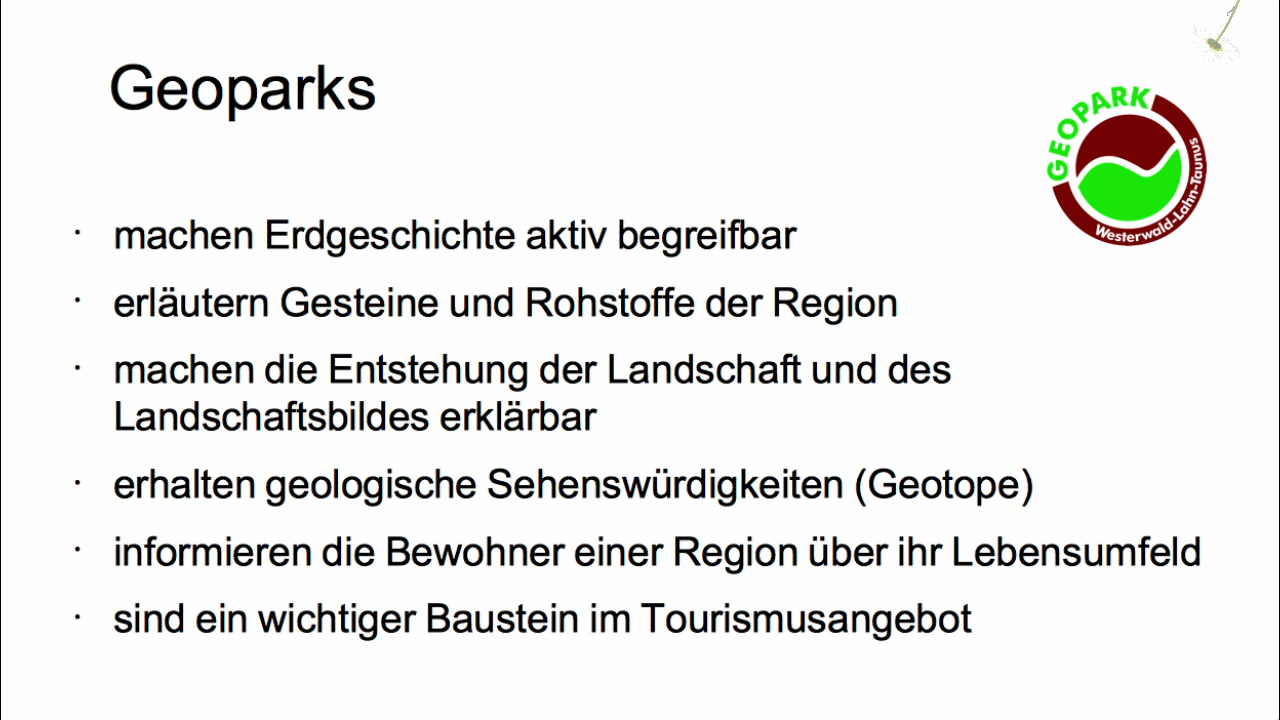 Geoparks
GEOPARK
Westerwald-Lahn-Taunus
· machen Erdgeschichte aktiv begreifbar
· erläutern Gesteine und Rohstoffe der Region
· machen die Entstehung der Landschaft und des
Landschaftsbildes erklärbar
· erhalten geologische Sehenswürdigkeiten (Geotope)
· informieren die Bewohner einer Region über ihr Lebensumfeld
· sind ein wichtiger Baustein im Tourismusangebot